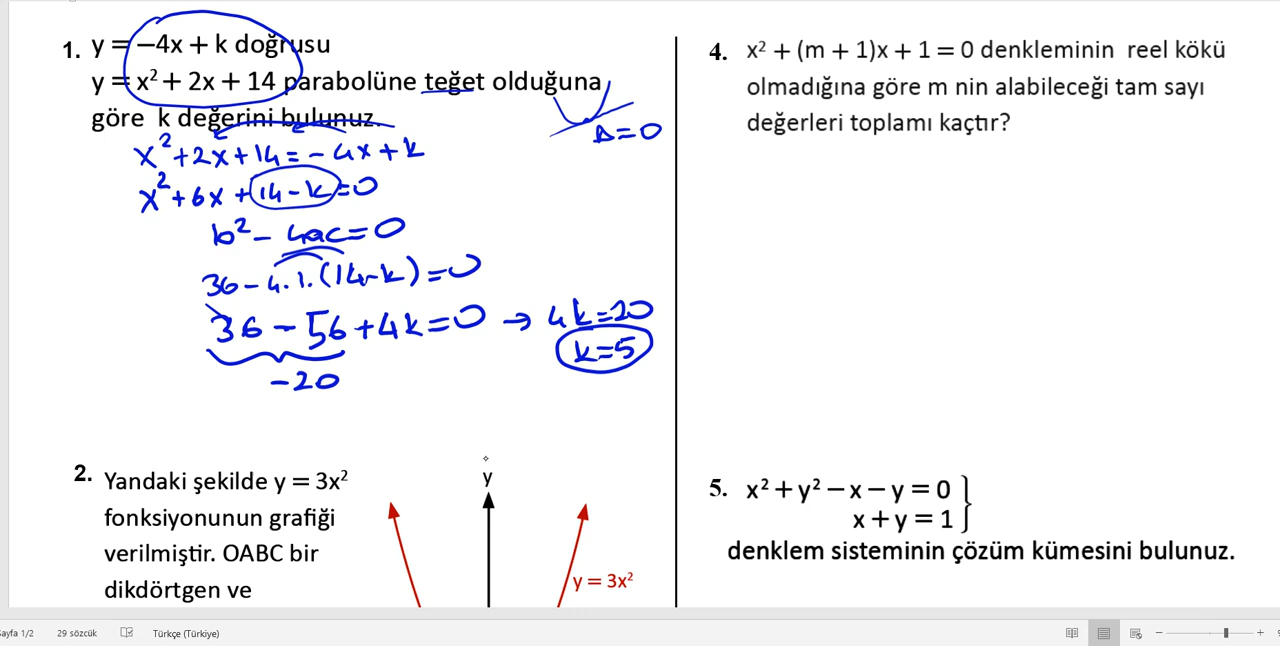 1. y = −4x + k doğrusu
y = x² + 2x + 14 parabolüne teğet olduğuna
göre k değerini bulunuz.
Δ=0
x²+2x+14=-4x+k
x²+6x+14-k=0
b²-4ac=0
36-4.1.(14-k)=0
36-56+4k=0 → 4k=20
k=5
-20
2. Yandaki şekilde y = 3x²
fonksiyonunun grafiği
verilmiştir. OABC bir
dikdörtgen ve
y
y = 3x²
4. x² + (m + 1)x + 1 = 0 denkleminin reel kökü
olmadığına göre m nin alabileceği tam sayı
değerleri toplamı kaçtır?
5. x² + y² − x − y = 0
x + y = 1
denklem sisteminin çözüm kümesini bulunuz.
ayfa 1/2 29 sözcük Türkçe (Türkiye)